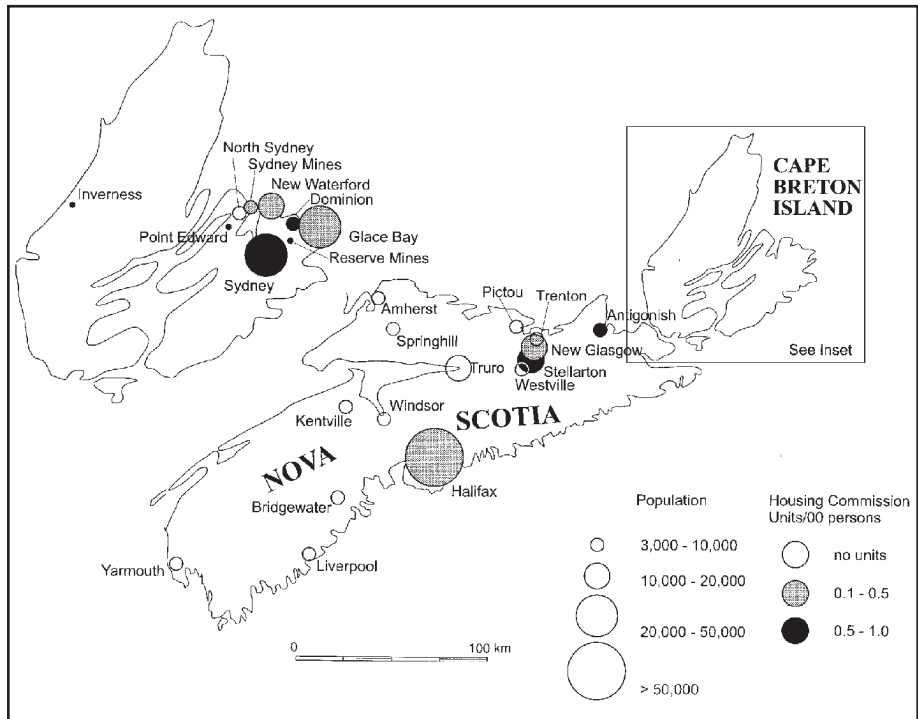 North Sydney
Sydney Mines
New Waterford
Dominion
Inverness
Point Edward
Glace Bay
Reserve Mines
Sydney
CAPE
BRETON
ISLAND
See Inset
Pictou
Trenton
Antigonish
Amherst
Springhill
New Glasgow
Truro
Stellarton
Westville
Kentville
Windsor
NOVA
SCOTIA
Halifax
Bridgewater
Yarmouth
Liverpool
Population
3,000 - 10,000
10,000 - 20,000
20,000 - 50,000
> 50,000
Housing Commission
Units/00 persons
no units
0.1 - 0.5
0.5 - 1.0
0
100 km